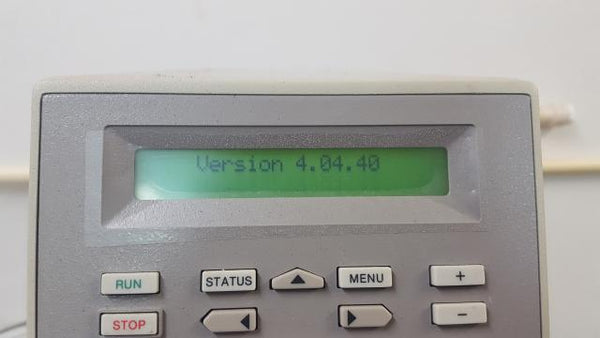 Version 4.04.40
RUN
STATUS
MENU
+
STOP
-